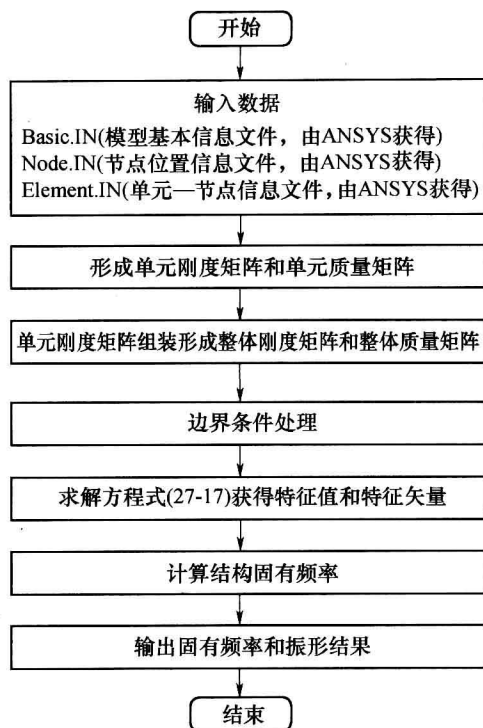 开始
输入数据
Basic.IN(模型基本信息文件，由ANSYS获得)
Node.IN(节点位置信息文件，由ANSYS获得)
Element.IN(单元—节点信息文件，由ANSYS获得)
形成单元刚度矩阵和单元质量矩阵
单元刚度矩阵组装形成整体刚度矩阵和整体质量矩阵
边界条件处理
求解方程式(27-17)获得特征值和特征矢量
计算结构固有频率
输出固有频率和振形结果
结束